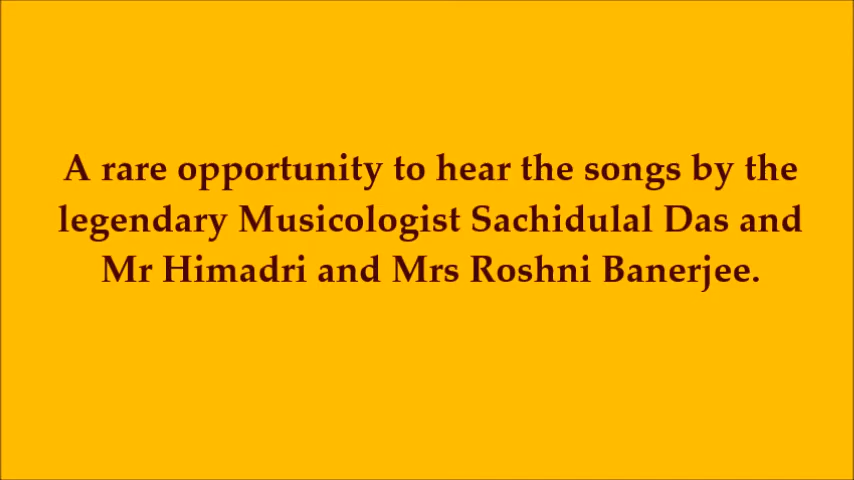 A rare opportunity to hear the songs by the
legendary Musicologist Sachidulal Das and
Mr Himadri and Mrs Roshni Banerjee.